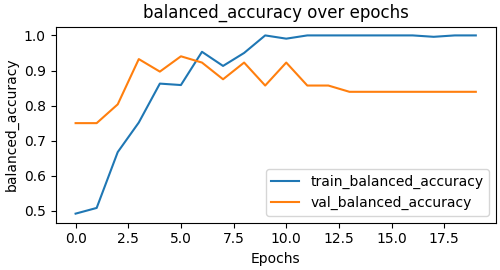 balanced_accuracy over epochs
balanced_accuracy
1.0
0.9
0.8
0.7
0.6
0.5
train_balanced_accuracy
val_balanced_accuracy
0.0 2.5 5.0 7.5 10.0 12.5 15.0 17.5
Epochs